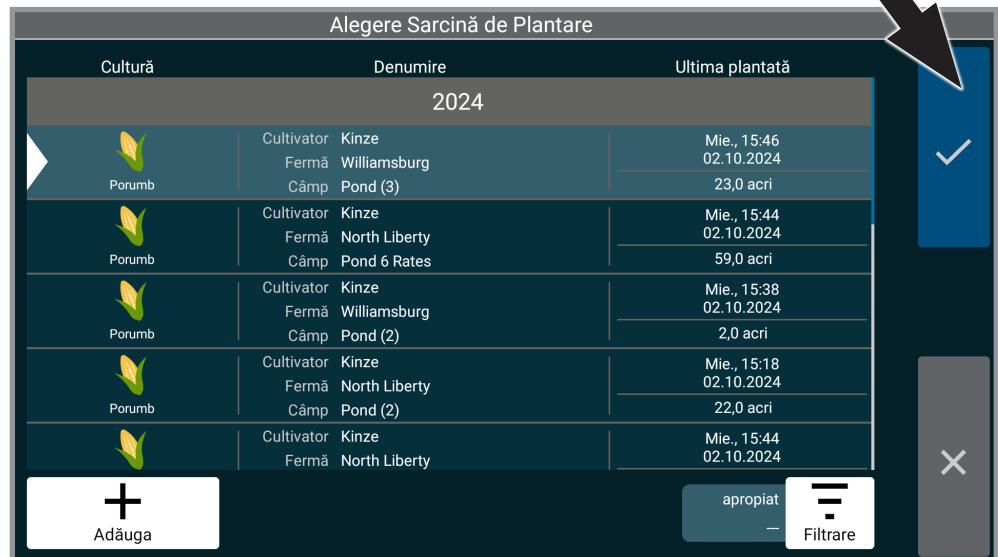 Alegere Sarcină de Plantare
Cultură Denumire Ultima plantată
2024
Cultivator Kinze
Fermă Williamsburg
Câmp Pond (3)
Porumb
Mie., 15:46
02.10.2024
23,0 acri
Cultivator Kinze
Fermă North Liberty
Câmp Pond 6 Rates
Porumb
Mie., 15:44
02.10.2024
59,0 acri
Cultivator Kinze
Fermă Williamsburg
Câmp Pond (2)
Porumb
Mie., 15:38
02.10.2024
2,0 acri
Cultivator Kinze
Fermă North Liberty
Câmp Pond (2)
Porumb
Mie., 15:18
02.10.2024
22,0 acri
Cultivator Kinze
Fermă North Liberty
Mie., 15:44
02.10.2024
Adăuga
apropiat
---
Filtrare